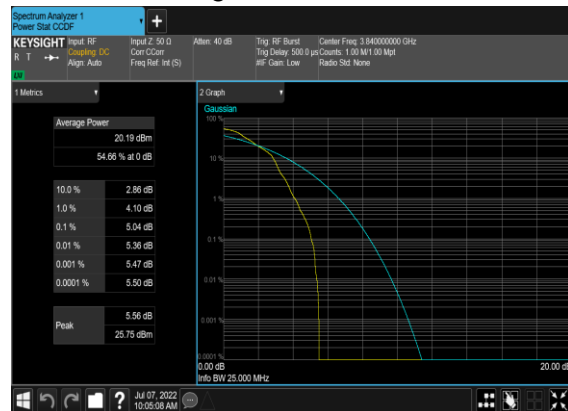 Spectrum Analyzer 1
Power Stat CCDF
KEYSIGHT
R T
LW
Input: RF
Coupling: DC
Align: Auto
Input Z: 50 Ω
Corr CCorr
Freq Ref: Int (S)
Atten: 40 dB
Trig: RF Burst
Trig Delay: 500.0 µs
#IF Gain: Low
Center Freq: 3.840000000 GHz
Counts: 1.00 M/1.00 Mpt
Radio Std: None
1 Metrics
Average Power
20.19 dBm
54.66 % at 0 dB
10.0 % 2.86 dB
1.0 % 4.10 dB
0.1 % 5.04 dB
0.01 % 5.36 dB
0.001 % 5.47 dB
0.0001 % 5.50 dB
Peak
5.56 dB
25.75 dBm
2 Graph
Gaussian
100 %
10 %
1 %
0.1 %
0.01 %
0.001 %
0.0001 %
0.00 dB
20.00 dB
Info BW 25.000 MHz
?
Jul 07, 2022
10:05:08 AM